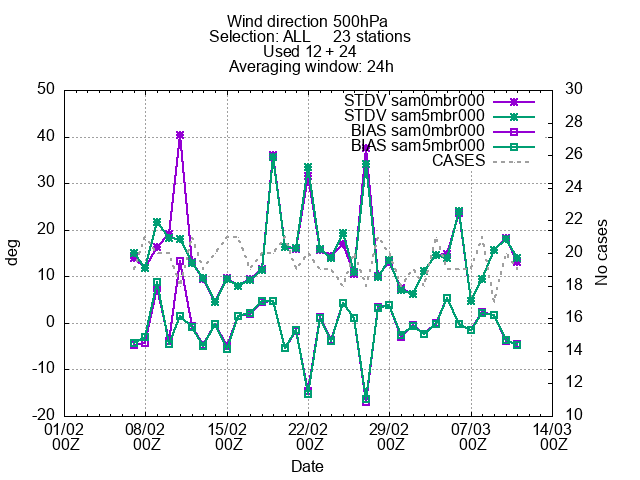 Wind direction 500hPa
Selection: ALL 23 stations
Used 12 + 24
Averaging window: 24h
STDV sam0mbr000
STDV sam5mbr000
BIAS sam0mbr000
BIAS sam5mbr000
CASES
50
40
30
20
10
0
-10
-20
deg
30
28
26
24
22
20
18
16
14
12
10
No cases
01/02 08/02 15/02 22/02 29/02 07/03 14/03
00Z 00Z 00Z 00Z 00Z 00Z 00Z
Date